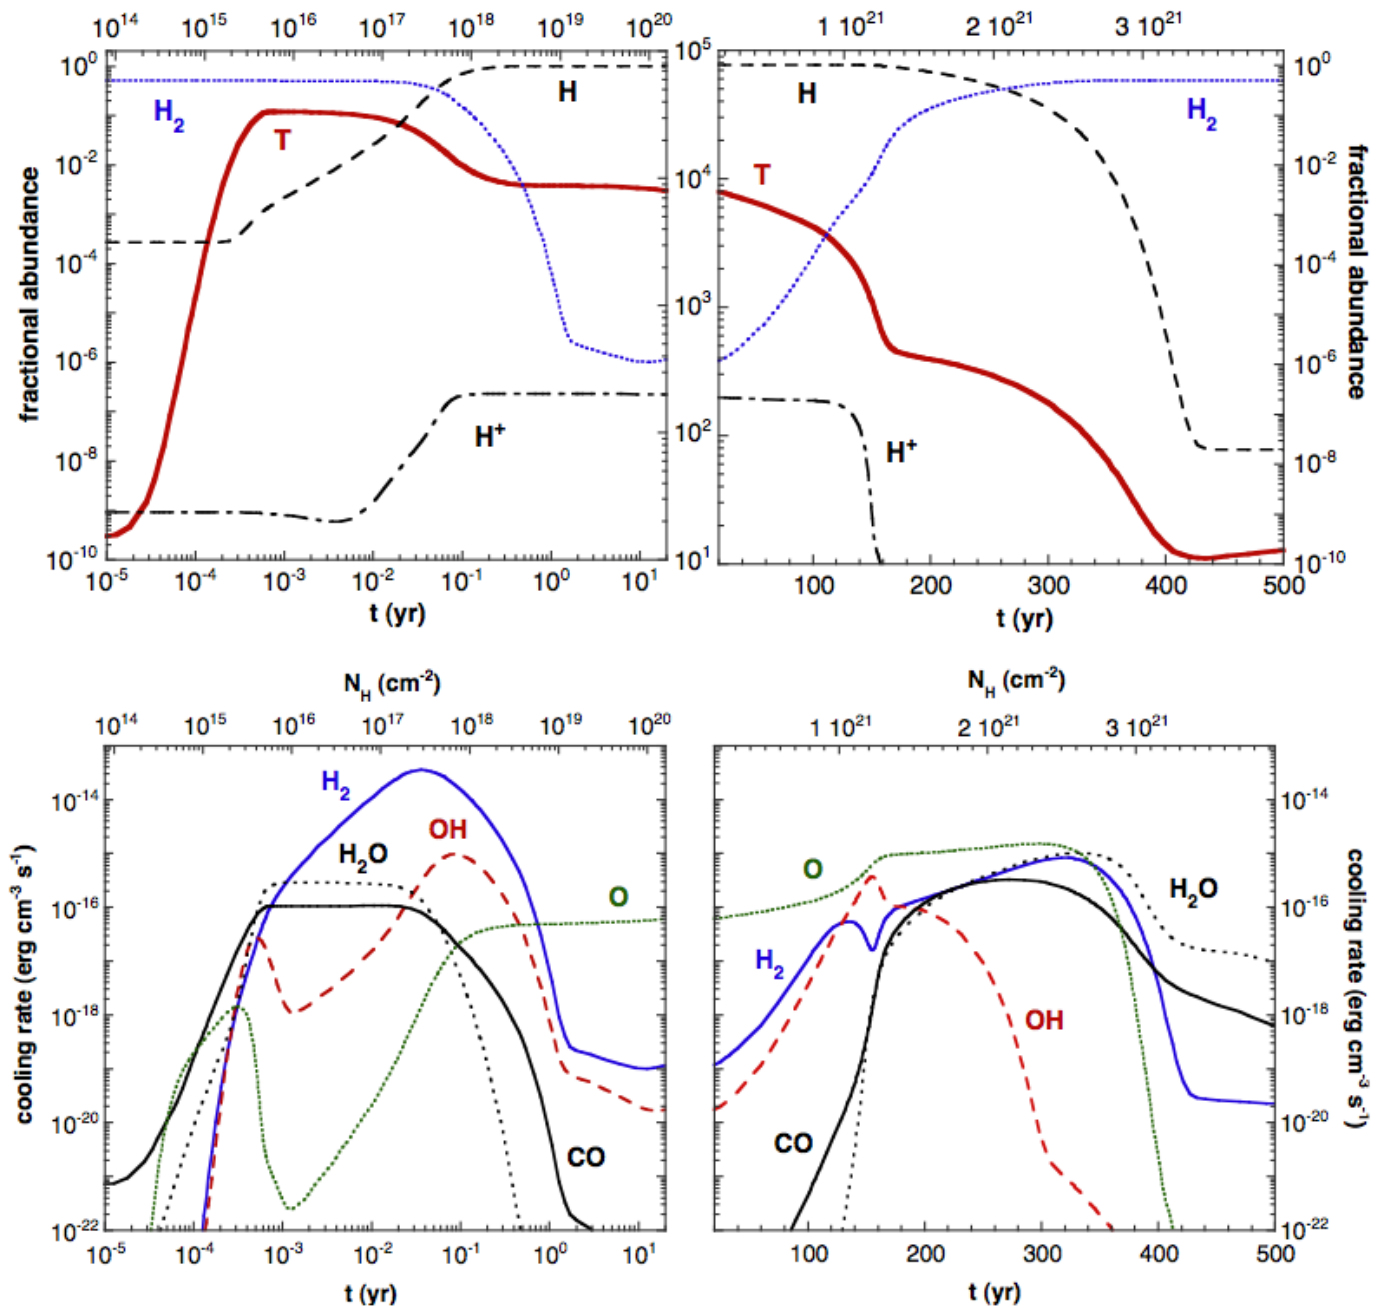 10^14 10^15 10^16 10^17 10^18 10^19 10^20
10^0
10^-2
10^-4
10^-6
10^-8
10^-10
fractional abundance
H₂
T
H
H⁺
10^-5 10^-4 10^-3 10^-2 10^-1 10^0 10^1
t (yr)
1 10^21 2 10^21 3 10^21
10^5
10^4
10^3
10^2
10^1
H
H₂
T
H⁺
10^0
10^-2
10^-4
10^-6
10^-8
10^-10
fractional abundance
100 200 300 400 500
t (yr)
N_H (cm^-2)
10^14 10^15 10^16 10^17 10^18 10^19 10^20
10^-14
10^-16
10^-18
10^-20
10^-22
cooling rate (erg cm^-3 s^-1)
H₂
OH
H₂O
O
CO
10^-5 10^-4 10^-3 10^-2 10^-1 10^0 10^1
t (yr)
N_H (cm^-2)
1 10^21 2 10^21 3 10^21
O
H₂O
H₂
OH
CO
10^-14
10^-16
10^-18
10^-20
10^-22
cooling rate (erg cm^-3 s^-1)
100 200 300 400 500
t (yr)